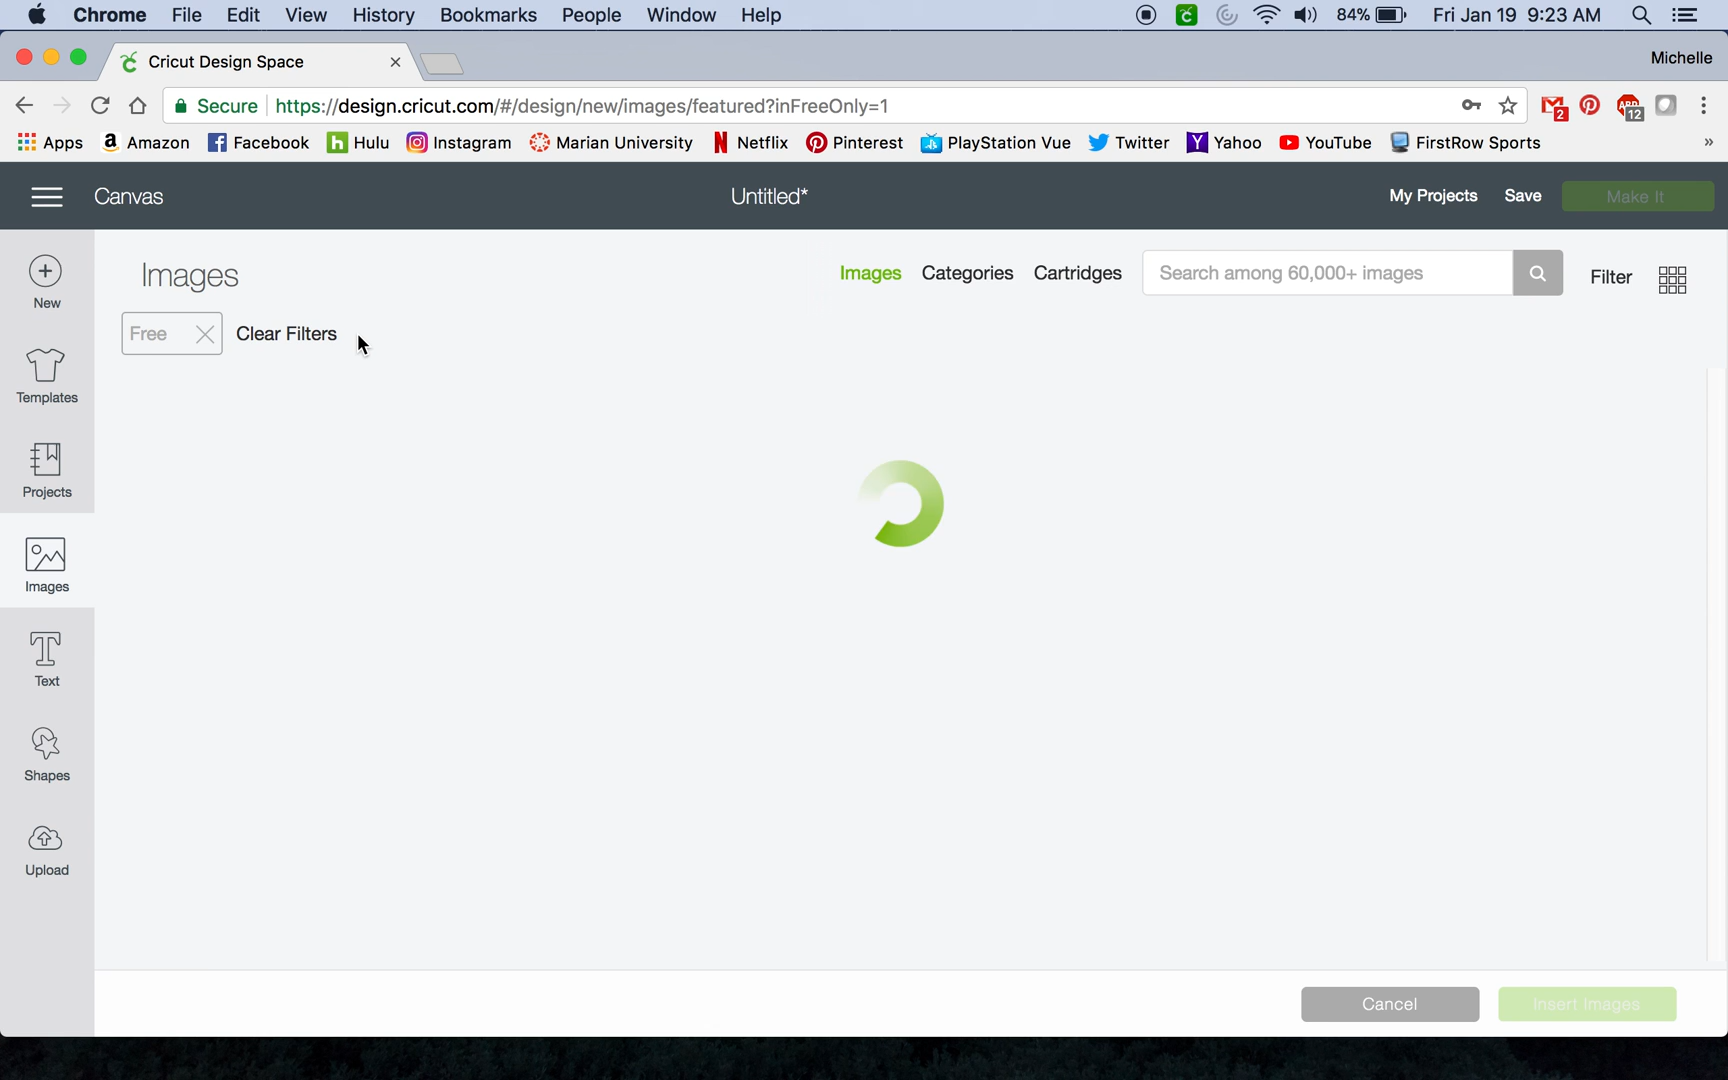 Chrome File Edit View History Bookmarks People Window Help 84% Fri Jan 19 9:23 AM
Cricut Design Space Michelle
Secure https://design.cricut.com/#/design/new/images/featured?inFreeOnly=1 2 ABP 12
Apps Amazon Facebook Hulu Instagram Marian University Netflix Pinterest PlayStation Vue Twitter Yahoo YouTube FirstRow Sports »
Canvas Untitled* My Projects Save Make It
New
Templates
Projects
Images
Text
Shapes
Upload
Images Images Categories Cartridges Search among 60,000+ images Filter
Free Clear Filters
Cancel Insert Images